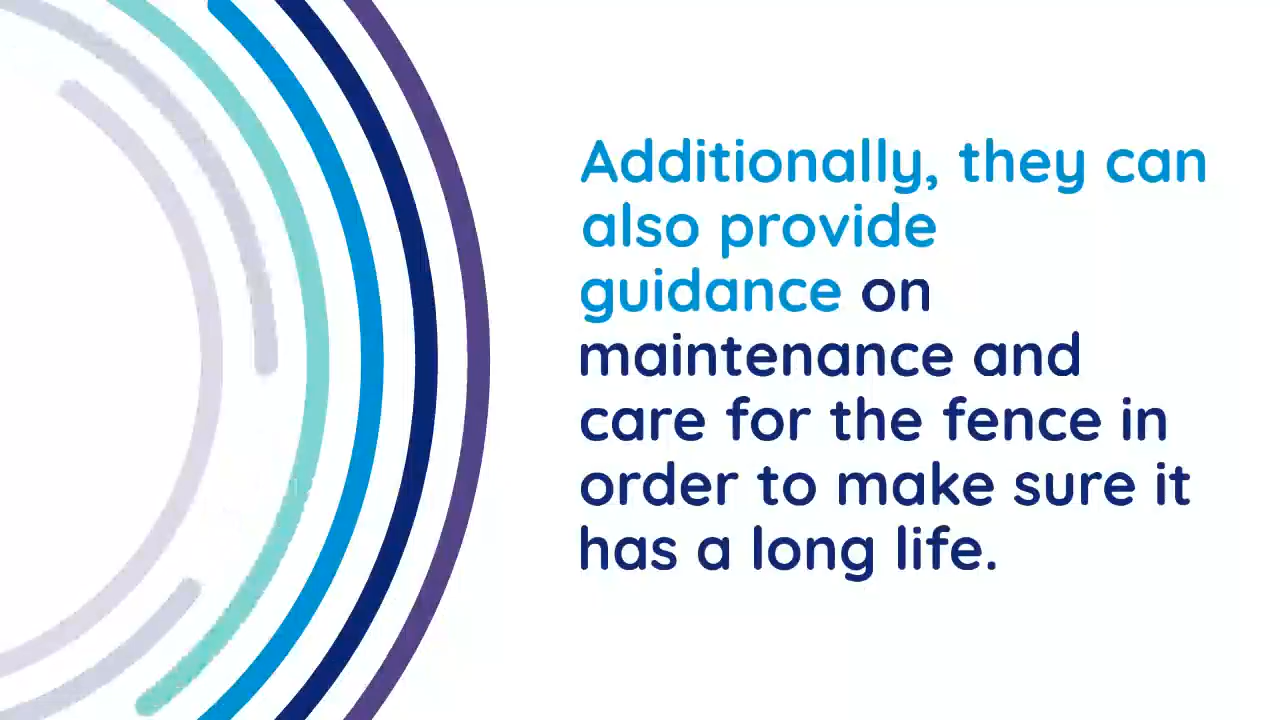 Additionally, they can
also provide
guidance on
maintenance and
care for the fence in
order to make sure it
has a long life.